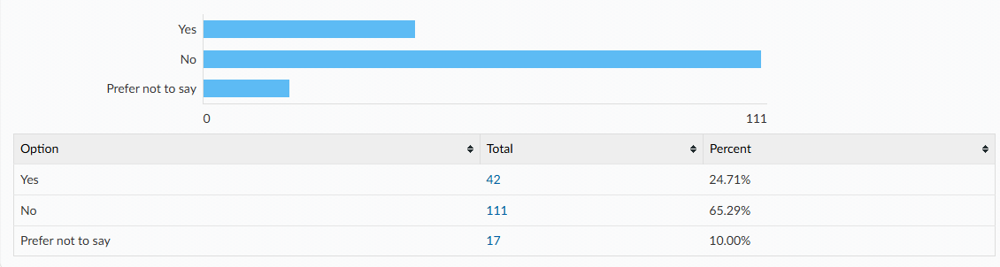 Yes
No
Prefer not to say
0 111
Option Total Percent
Yes 42 24.71%
No 111 65.29%
Prefer not to say 17 10.00%